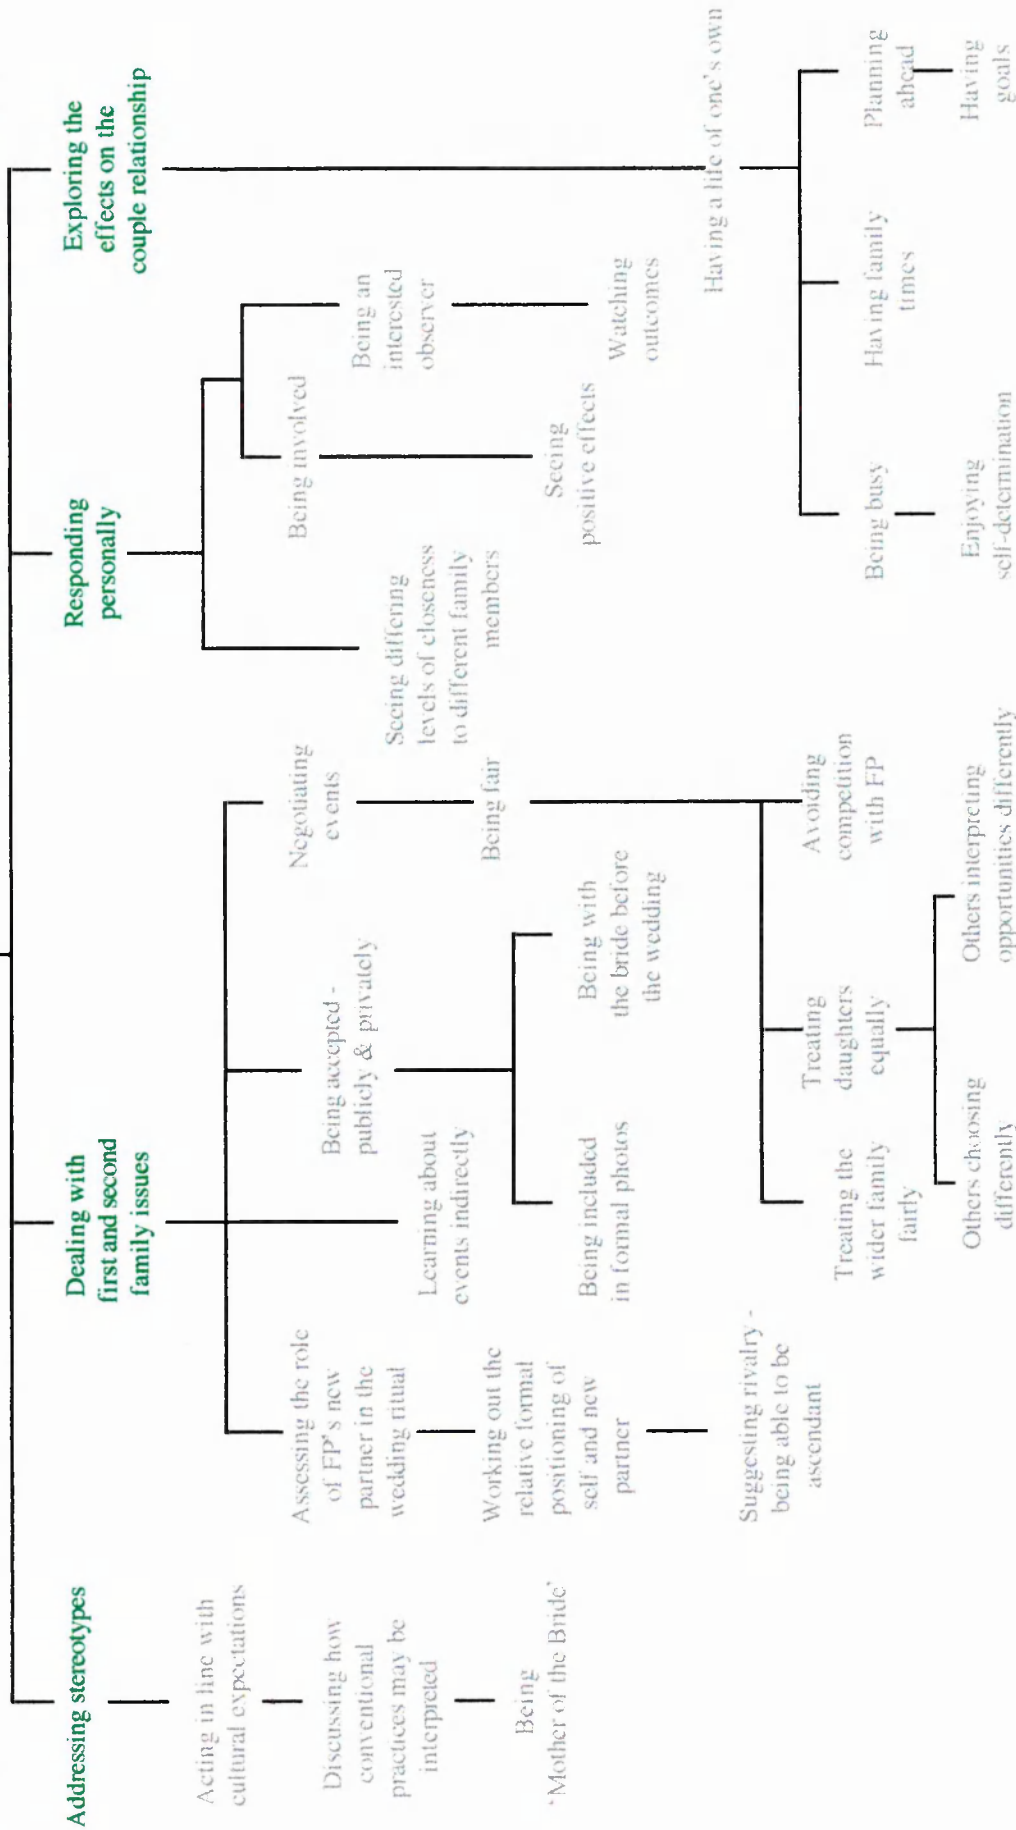 Addressing stereotypes
Acting in line with
cultural expectations
Discussing how
conventional
practices may be
interpreted
Being
'Mother of the Bride'
Dealing with
first and second
family issues
Assessing the role
of FP's new
partner in the
wedding ritual
Working out the
relative formal
positioning of
self and new
partner
Suggesting rivalry -
being able to be
ascendant
Learning about
events indirectly
Being accepted -
publicly & privately
Being included
in formal photos
Being with
the bride before
the wedding
Negotiating
events
Being fair
Treating the
wider family
fairly
Treating
daughters
equally
Others choosing
differently
Others interpreting
opportunities differently
Avoiding
competition
with FP
Responding
personally
Seeing differing
levels of closeness
to different family
members
Being involved
Seeing
positive effects
Being an
interested
observer
Watching
outcomes
Exploring the
effects on the
couple relationship
Having a life of one's own
Being busy
Enjoying
self-determination
Having family
times
Planning
ahead
Having
goals